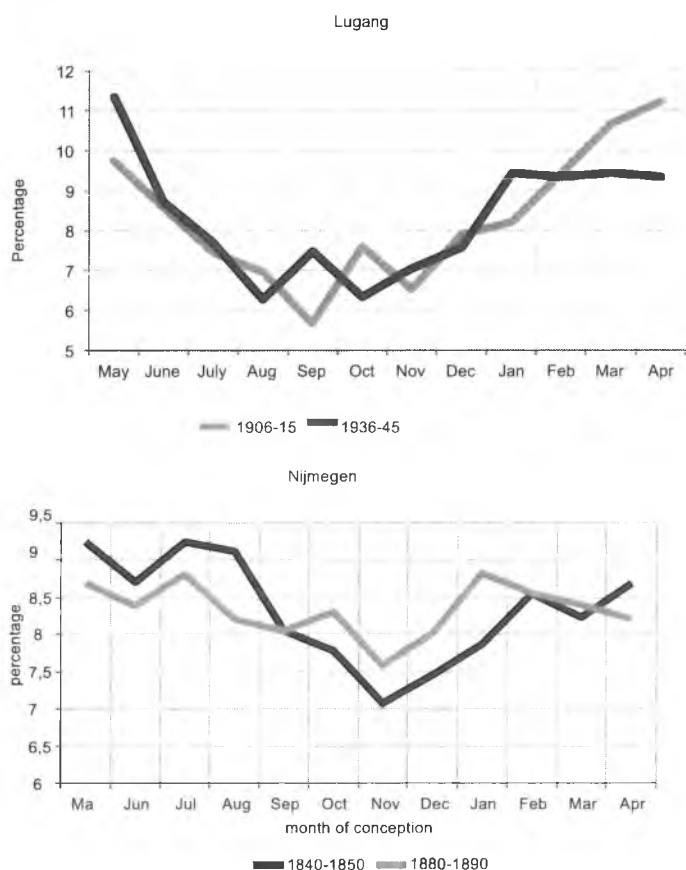 Lugang
12
11
10
9
8
7
6
5
Percentage
May June July Aug Sep Oct Nov Dec Jan Feb Mar Apr
1906-15 1936-45
Nijmegen
9,5
9
8,5
8
7,5
7
6,5
6
percentage
Ma Jun Jul Aug Sep Oct Nov Dec Jan Feb Mar Apr
month of conception
1840-1850 1880-1890